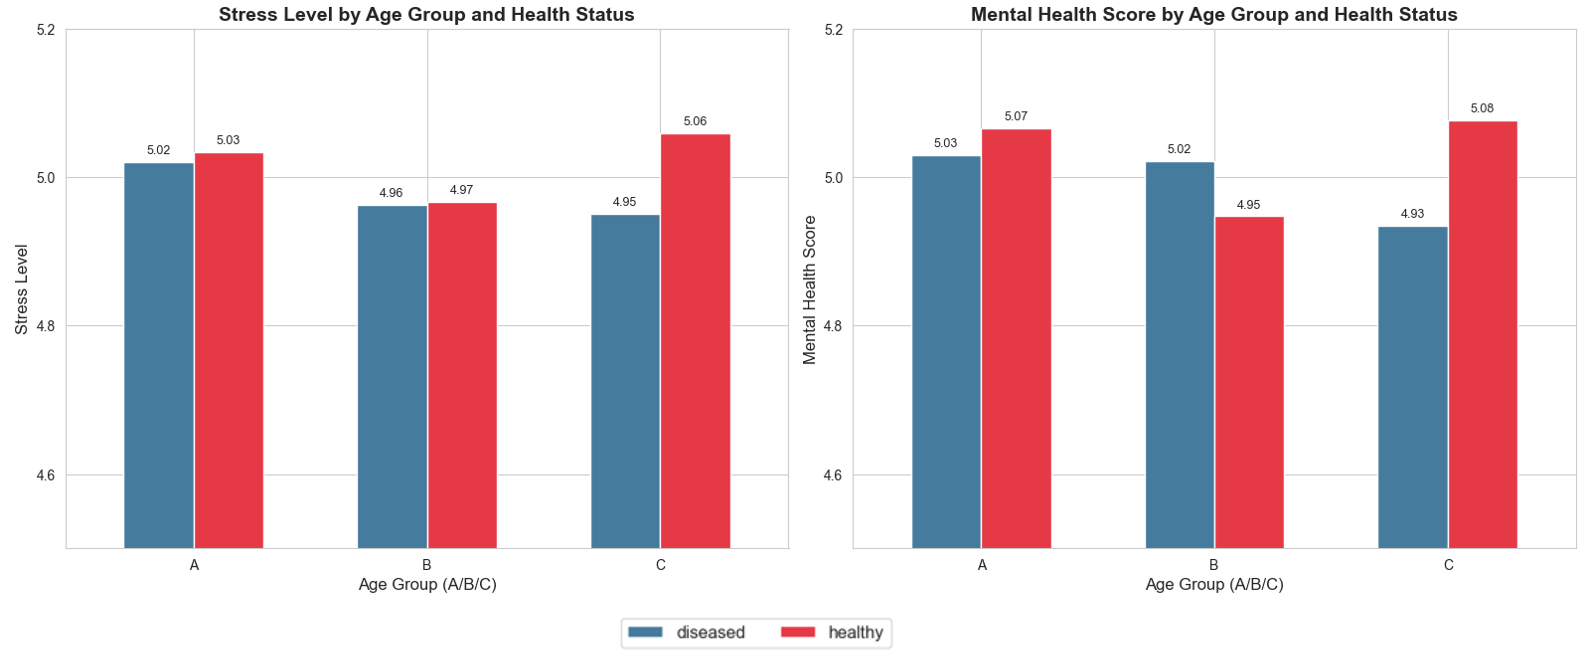 Stress Level by Age Group and Health Status
5.2
5.0
4.8
4.6
Stress Level
5.02
5.03
4.96
4.97
4.95
5.06
A
B
C
Age Group (A/B/C)
Mental Health Score by Age Group and Health Status
5.2
5.0
4.8
4.6
Mental Health Score
5.03
5.07
5.02
4.95
4.93
5.08
A
B
C
Age Group (A/B/C)
diseased
healthy